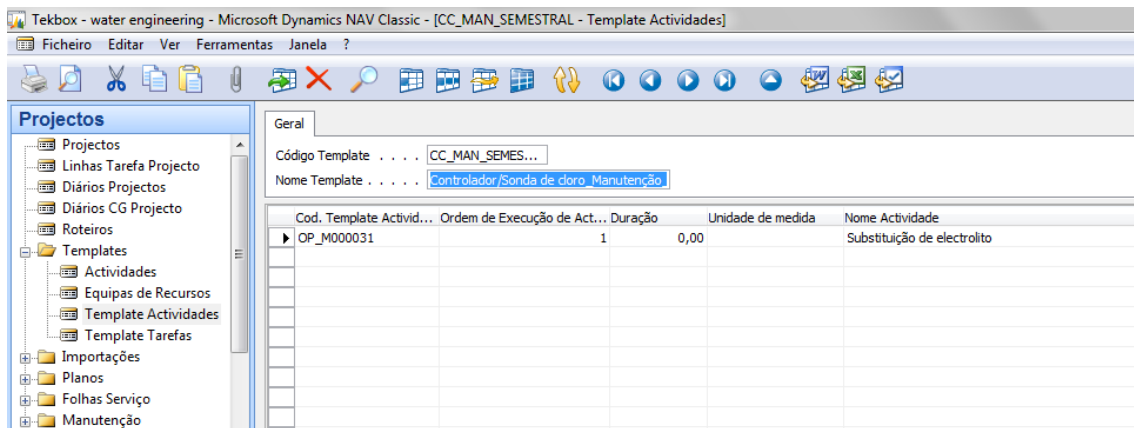 Tekbox - water engineering - Microsoft Dynamics NAV Classic - [CC_MAN_SEMESTRAL - Template Actividades]
Ficheiro Editar Ver Ferramentas Janela ?
Projectos
Projectos
Linhas Tarefa Projecto
Diários Projectos
Diários CG Projecto
Roteiros
Templates
Actividades
Equipas de Recursos
Template Actividades
Template Tarefas
Importações
Planos
Folhas Serviço
Manutenção
Geral
Código Template . . . . CC_MAN_SEMES...
Nome Template . . . . . Controlador/Sonda de cloro_Manutenção
Cod. Template Activid... Ordem de Execução de Act... Duração Unidade de medida Nome Actividade
OP_M000031 1 0,00 Substituição de electrolito